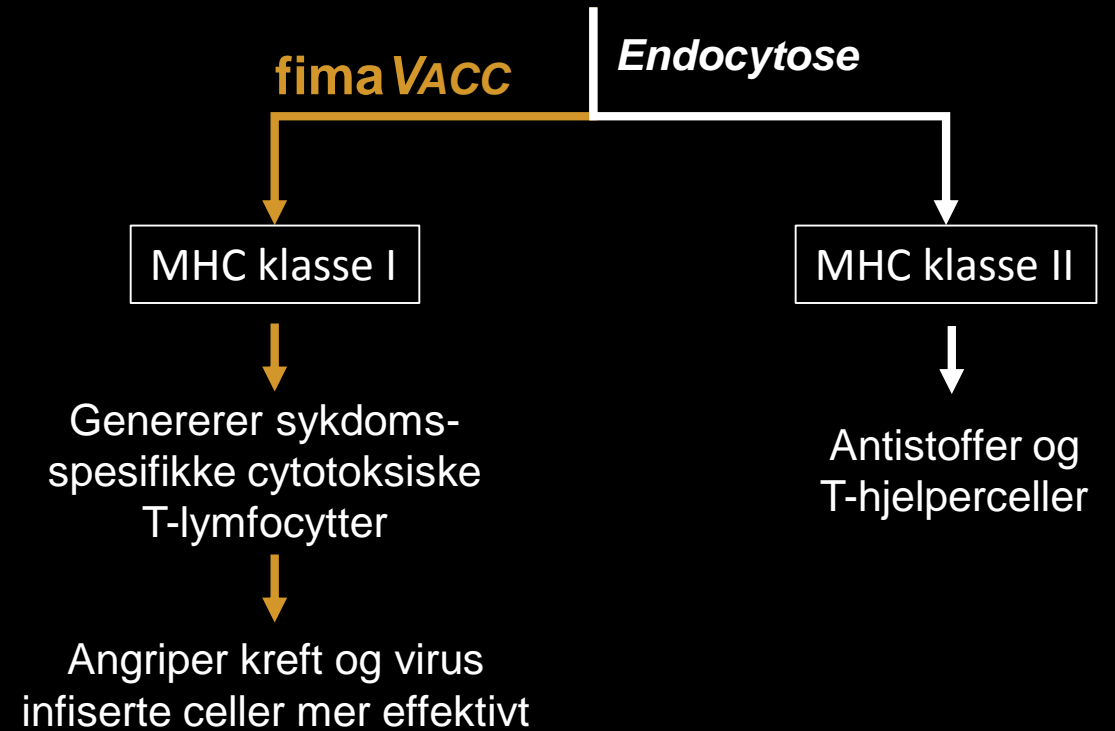 fimaVACC
Endocytose
MHC klasse I
MHC klasse II
Genererer sykdoms-
spesifikke cytotoksiske
T-lymfocytter
Antistoffer og
T-hjelperceller
Angriper kreft og virus
infiserte celler mer effektivt